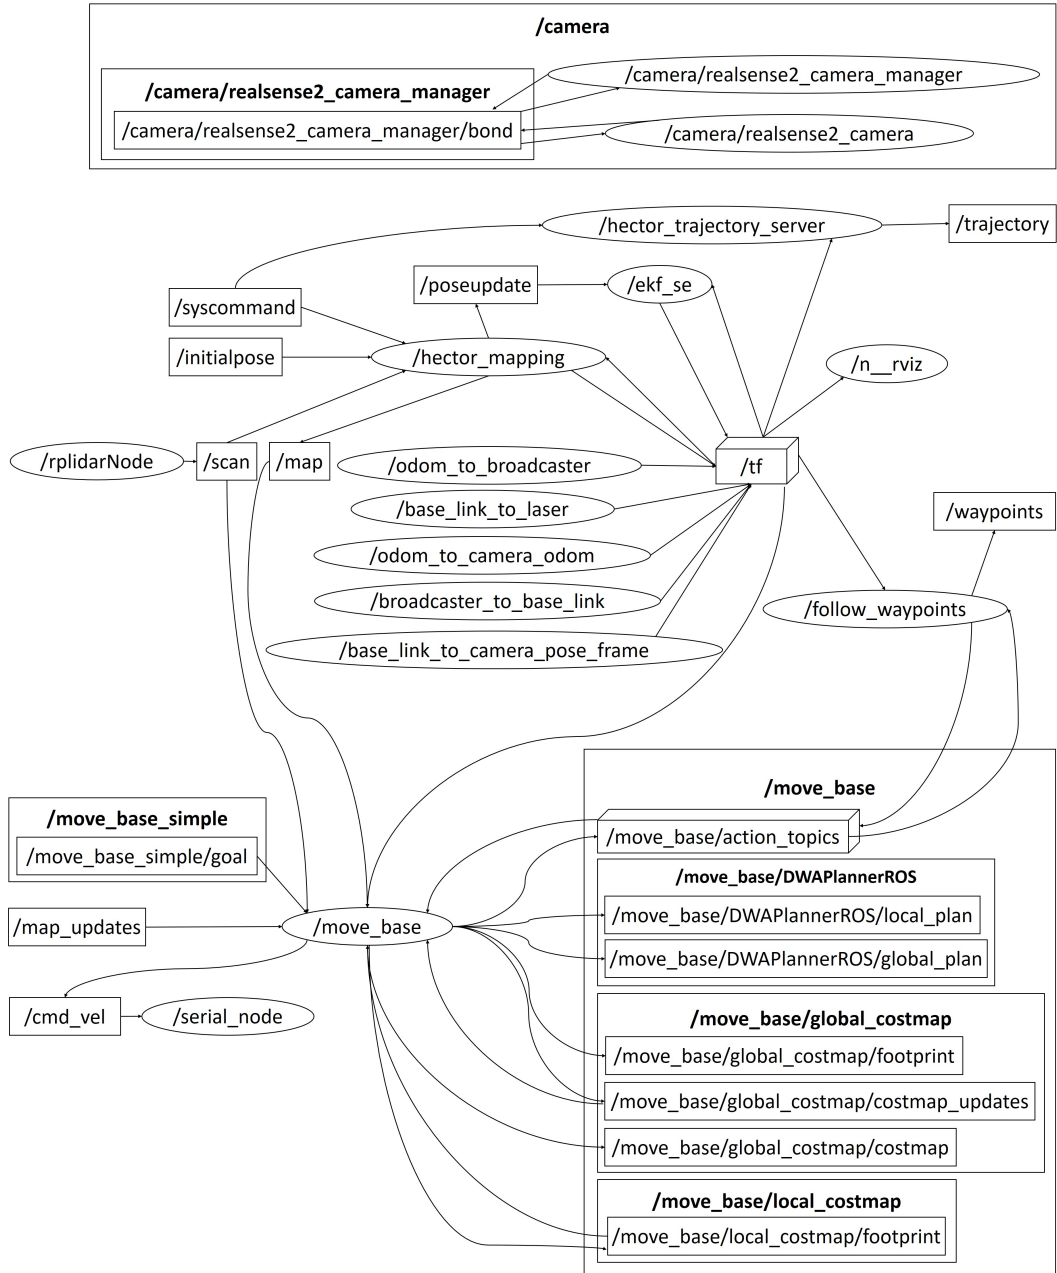 /camera
/camera/realsense2_camera_manager
/camera/realsense2_camera_manager
/camera/realsense2_camera_manager/bond
/camera/realsense2_camera
/hector_trajectory_server
/trajectory
/poseupdate
/ekf_se
/syscommand
/initialpose
/hector_mapping
/n__rviz
/rplidarNode
/scan
/map
/odom_to_broadcaster
/tf
/base_link_to_laser
/waypoints
/odom_to_camera_odom
/broadcaster_to_base_link
/follow_waypoints
/base_link_to_camera_pose_frame
/move_base
/move_base_simple
/move_base/action_topics
/move_base_simple/goal
/move_base/DWAPlannerROS
/move_base/DWAPlannerROS/local_plan
/map_updates
/move_base
/move_base/DWAPlannerROS/global_plan
/cmd_vel
/serial_node
/move_base/global_costmap
/move_base/global_costmap/footprint
/move_base/global_costmap/costmap_updates
/move_base/global_costmap/costmap
/move_base/local_costmap
/move_base/local_costmap/footprint